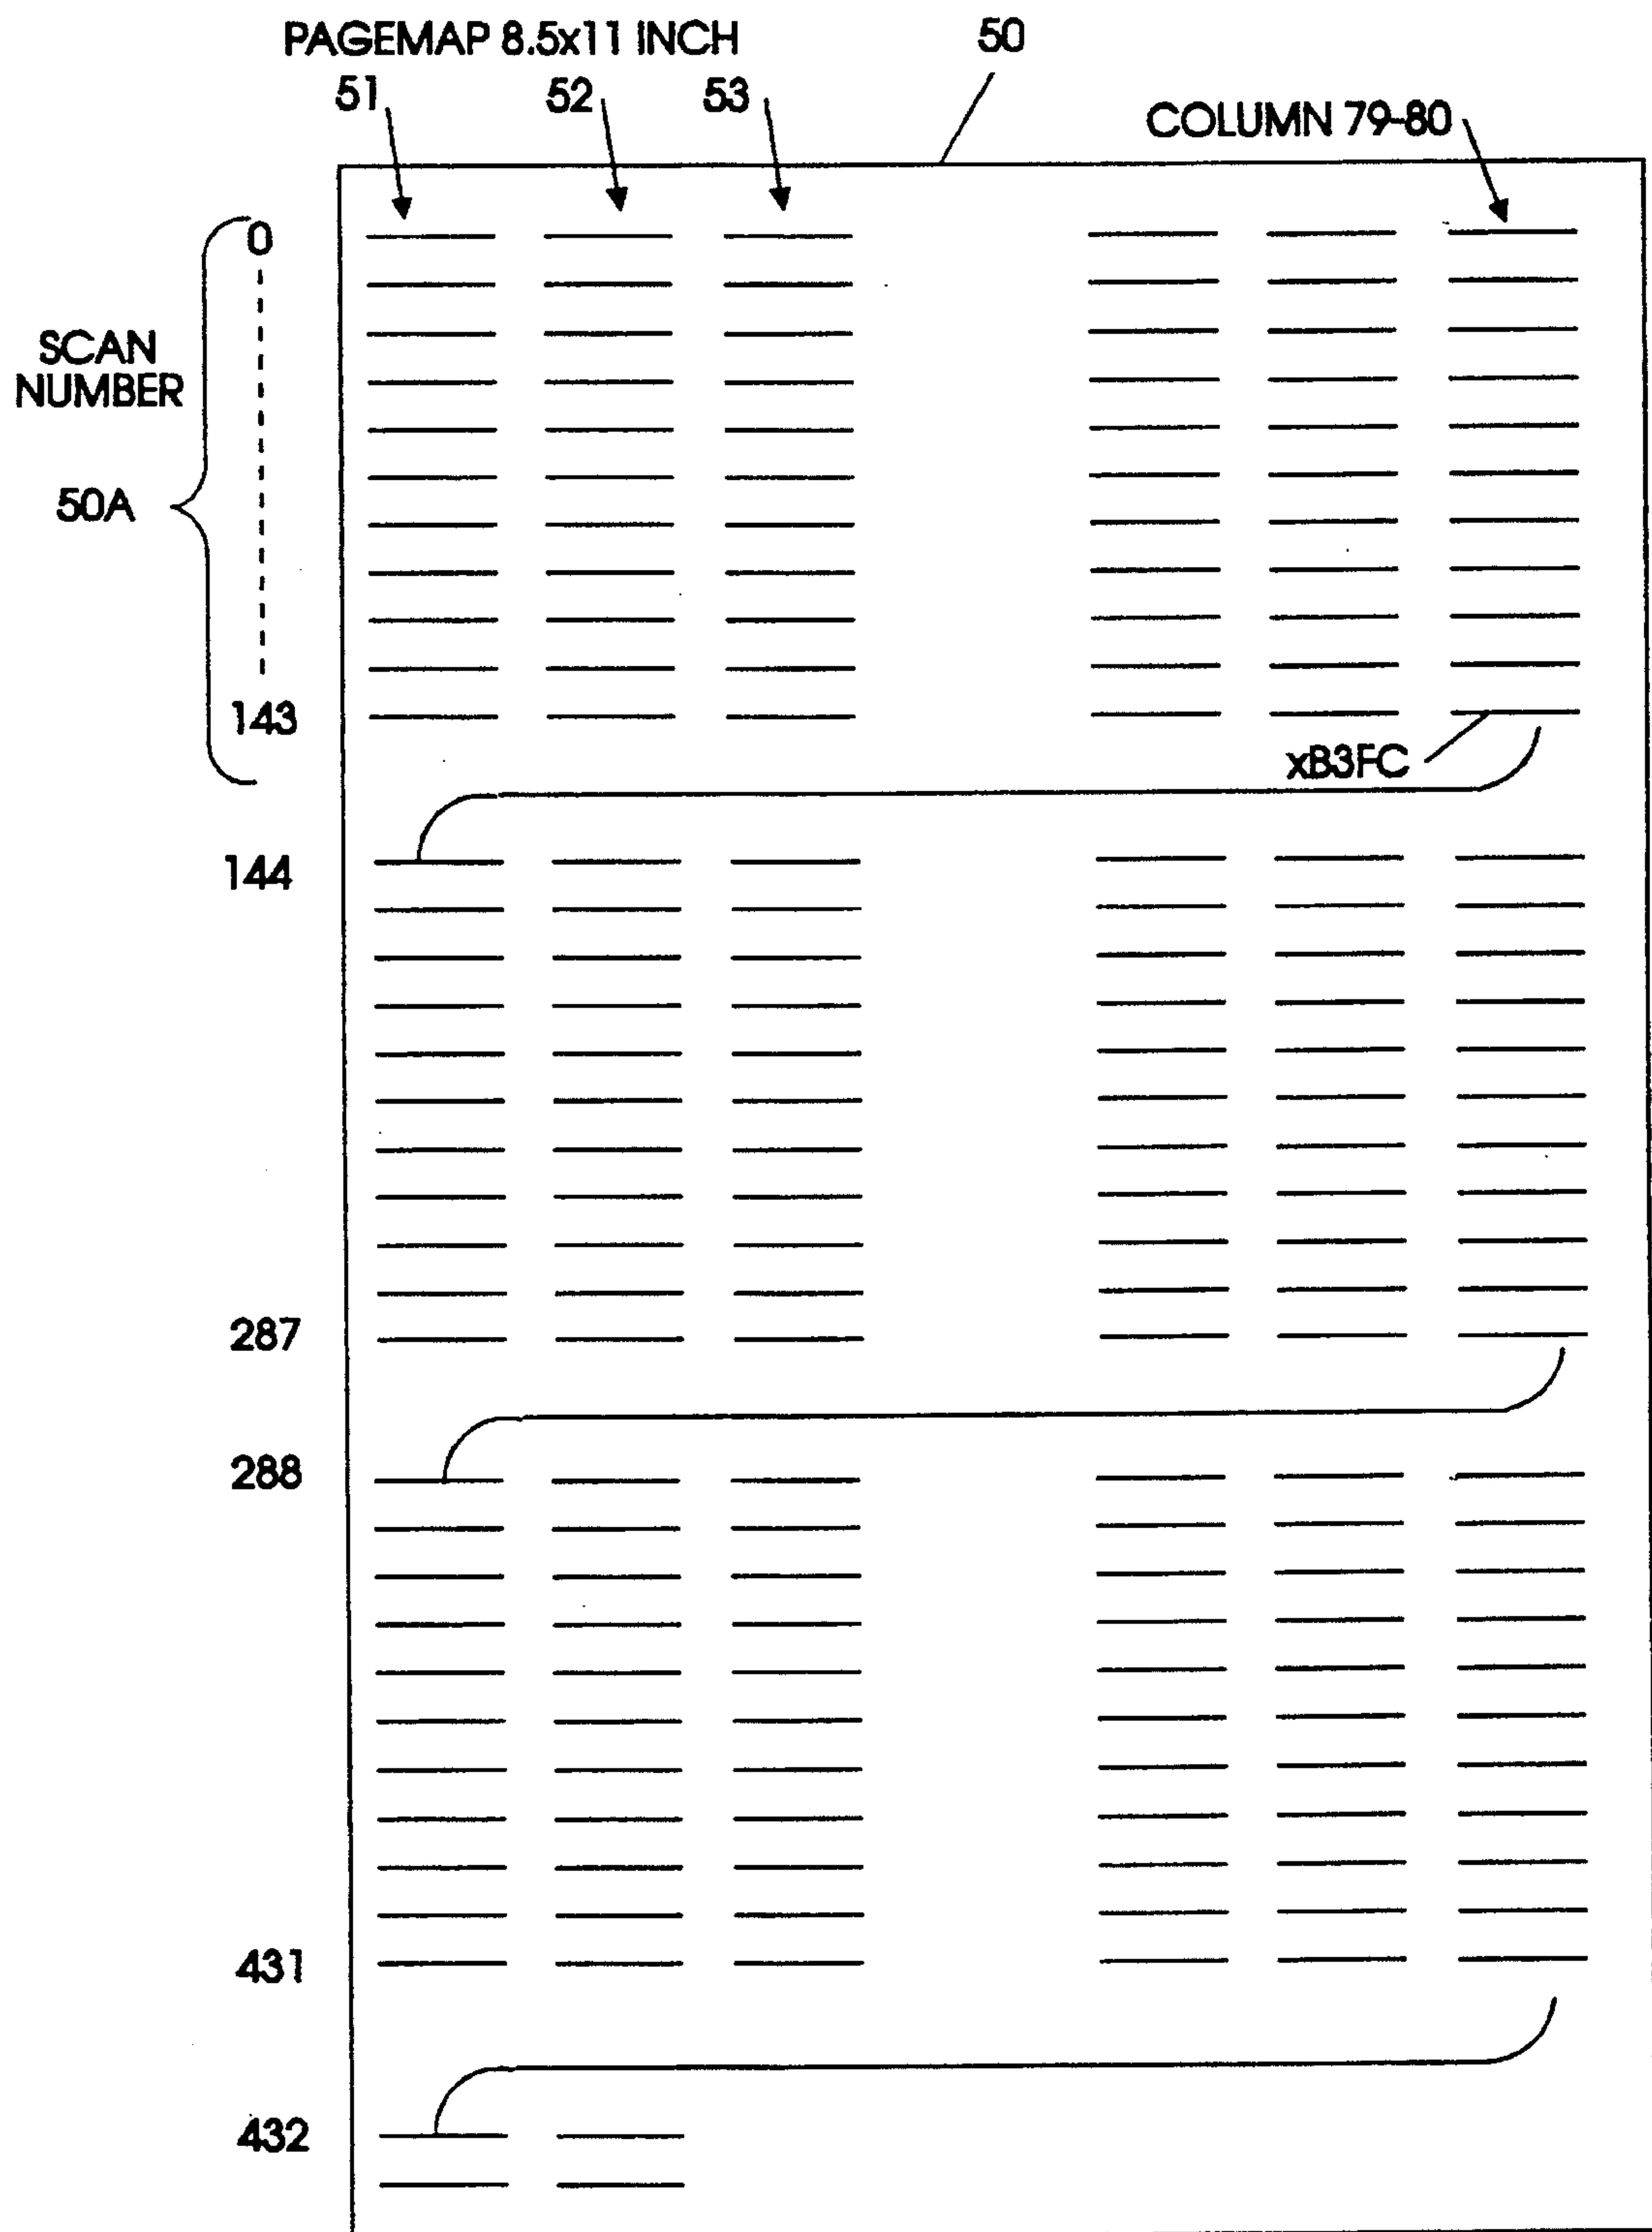 PAGEMAP 8.5x11 INCH
50
51
52
53
COLUMN 79-80
0
SCAN
NUMBER
50A
143
xB3FC
144
287
288
431
432